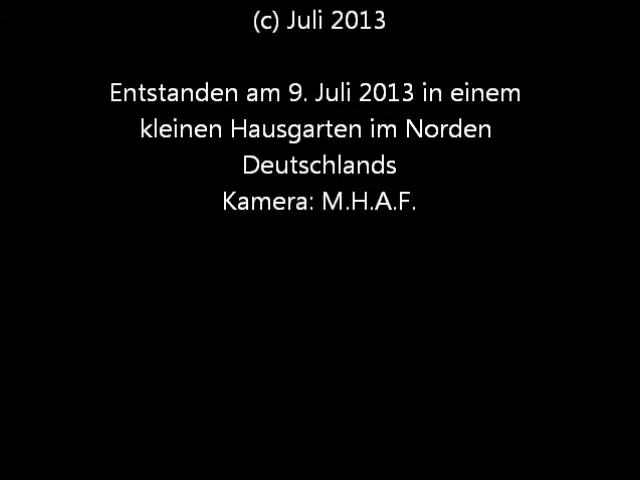 (c) Juli 2013
Entstanden am 9. Juli 2013 in einem
kleinen Hausgarten im Norden
Deutschlands
Kamera: M.H.A.F.